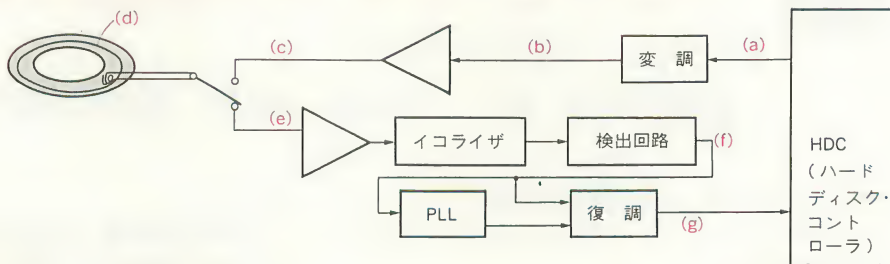 (d)
(c)
(b)
変 調
(a)
(e)
イコライザ
検出回路
(f)
PLL
復 調
(g)
HDC
(ハード
ディスク・
コント
ローラ)